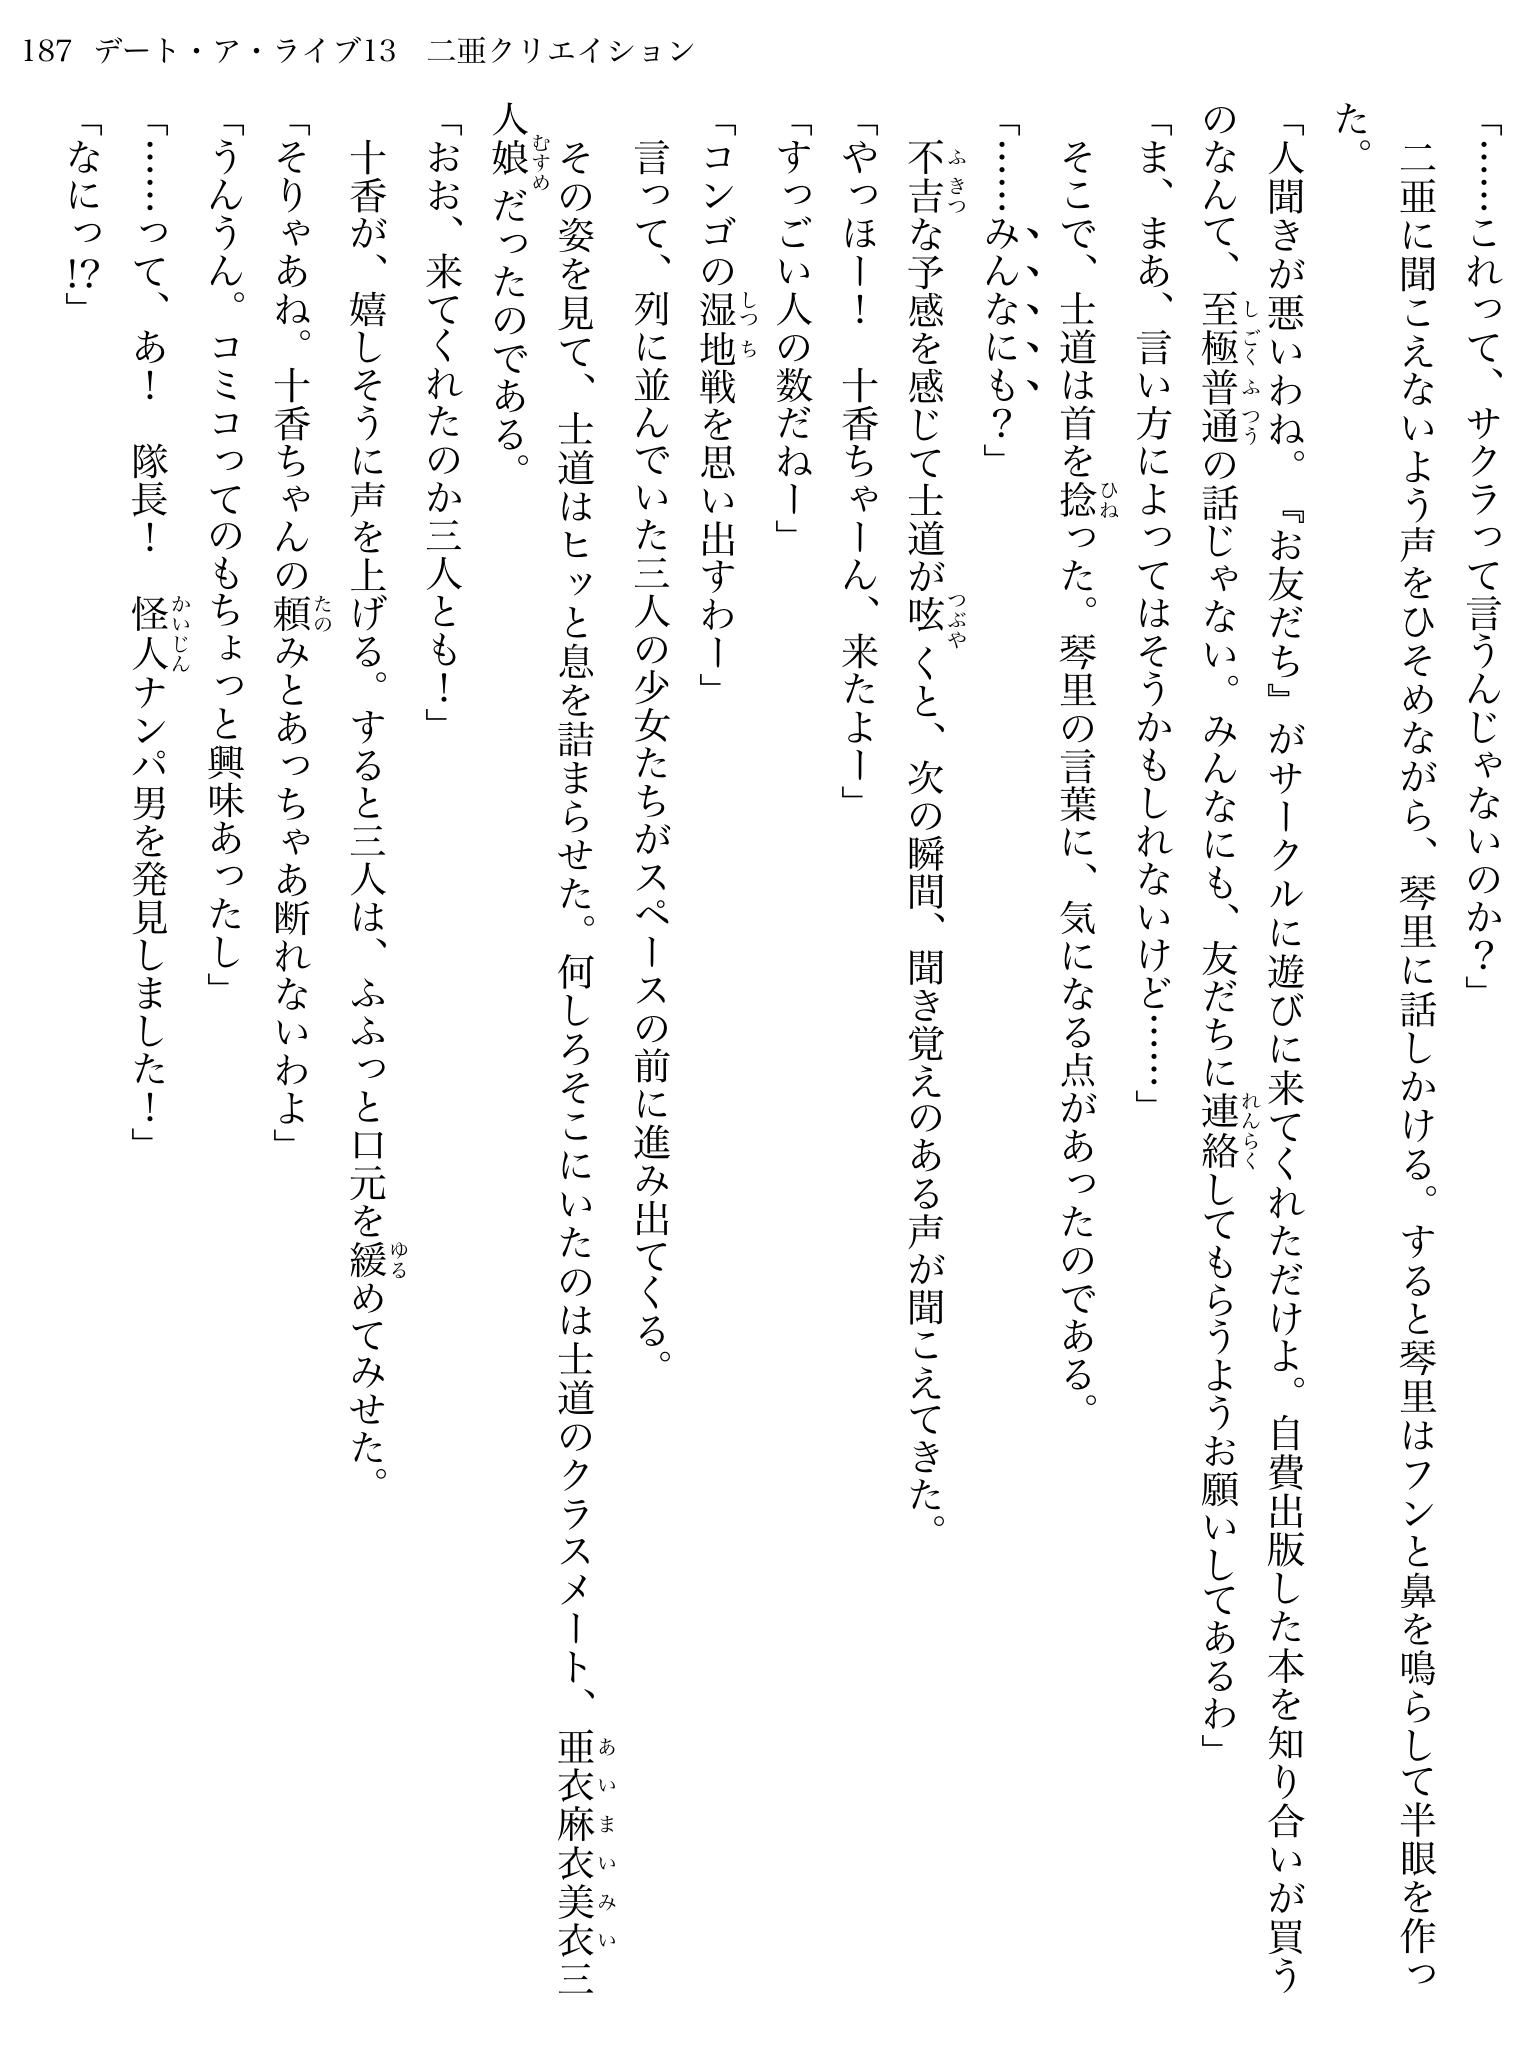 187 デート・ア・ライブ13　二亜クリエイション
「……これって、サクラって言うんじゃないのか？」
　二亜に聞こえないよう声をひそめながら、琴里に話しかける。すると琴里はフンと鼻を鳴らして半眼を作っ
た。
「人聞きが悪いわね。『お友だち』がサークルに遊びに来てくれただけよ。自費出版した本を知り合いが買う
のなんて、至極普通の話じゃない。みんなにも、友だちに連絡してもらうようお願いしてあるわ」
「ま、まあ、言い方によってはそうかもしれないけど……」
　そこで、士道は首を捻った。琴里の言葉に、気になる点があったのである。
「……みんなにも？」
　不吉な予感を感じて士道が呟くと、次の瞬間、聞き覚えのある声が聞こえてきた。
「やっほー！　十香ちゃーん、来たよー」
「すっごい人の数だねー」
「コンゴの湿地戦を思い出すわー」
　言って、列に並んでいた三人の少女たちがスペースの前に進み出てくる。
　その姿を見て、士道はヒッと息を詰まらせた。何しろそこにいたのは士道のクラスメート、亜衣麻衣美衣三
人娘だったのである。
「おお、来てくれたのか三人とも！」
　十香が、嬉しそうに声を上げる。すると三人は、ふふっと口元を緩めてみせた。
「そりゃあね。十香ちゃんの頼みとあっちゃあ断れないわよ」
「うんうん。コミコってのもちょっと興味あったし」
「……って、あ！　隊長！　怪人ナンパ男を発見しました！」
「なにっ!?」